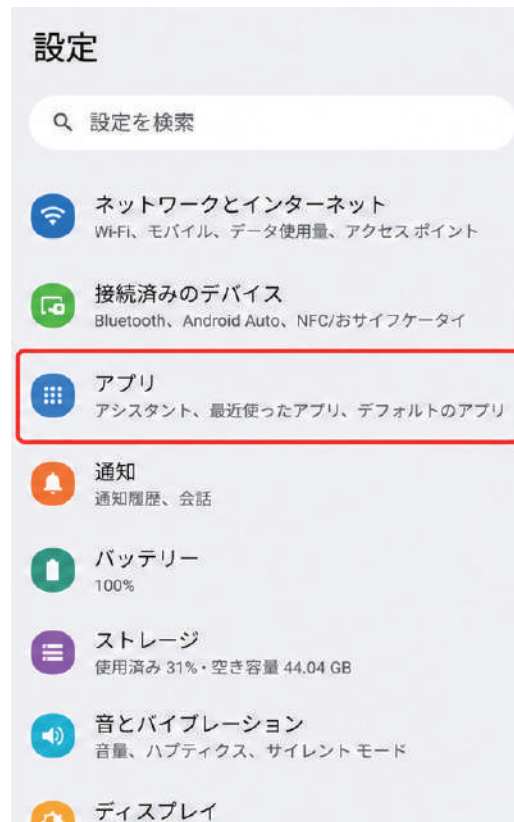 設定
設定を検索
ネットワークとインターネット
Wi-Fi、モバイル、データ使用量、アクセス ポイント
接続済みのデバイス
Bluetooth、Android Auto、NFC/おサイフケータイ
アプリ
アシスタント、最近使ったアプリ、デフォルトのアプリ
通知
通知履歴、会話
バッテリー
100%
ストレージ
使用済み 31%・空き容量 44.04 GB
音とバイブレーション
音量、ハプティクス、サイレント モード
ディスプレイ